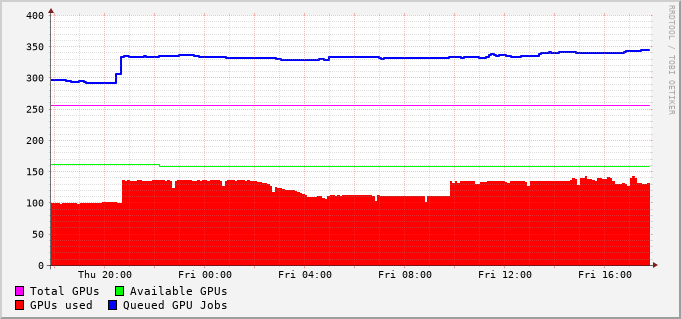 400
350
300
250
200
150
100
50
0
Thu 20:00 Fri 00:00 Fri 04:00 Fri 08:00 Fri 12:00 Fri 16:00
Total GPUs Available GPUs
GPUs used Queued GPU Jobs
RRDTOOL / TOBI OETIKER